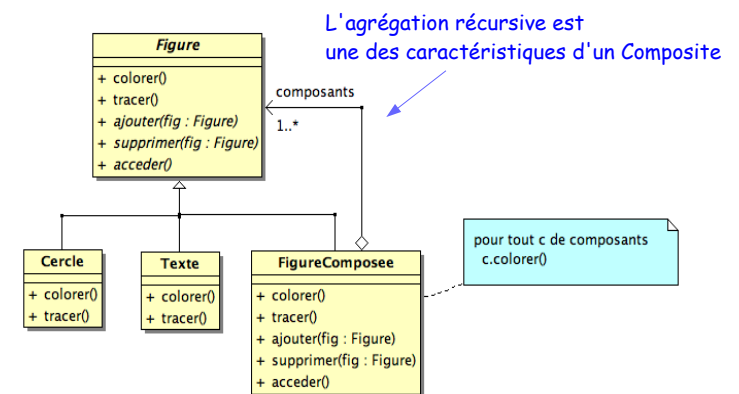 L'agrégation récursive est
une des caractéristiques d'un Composite
Figure
+ colorer()
+ tracer()
+ ajouter(fig : Figure)
+ supprimer(fig : Figure)
+ acceder()
composants
1..*
Cercle
+ colorer()
+ tracer()
Texte
+ colorer()
+ tracer()
FigureComposee
+ colorer()
+ tracer()
+ ajouter(fig : Figure)
+ supprimer(fig : Figure)
+ acceder()
pour tout c de composants
c.colorer()